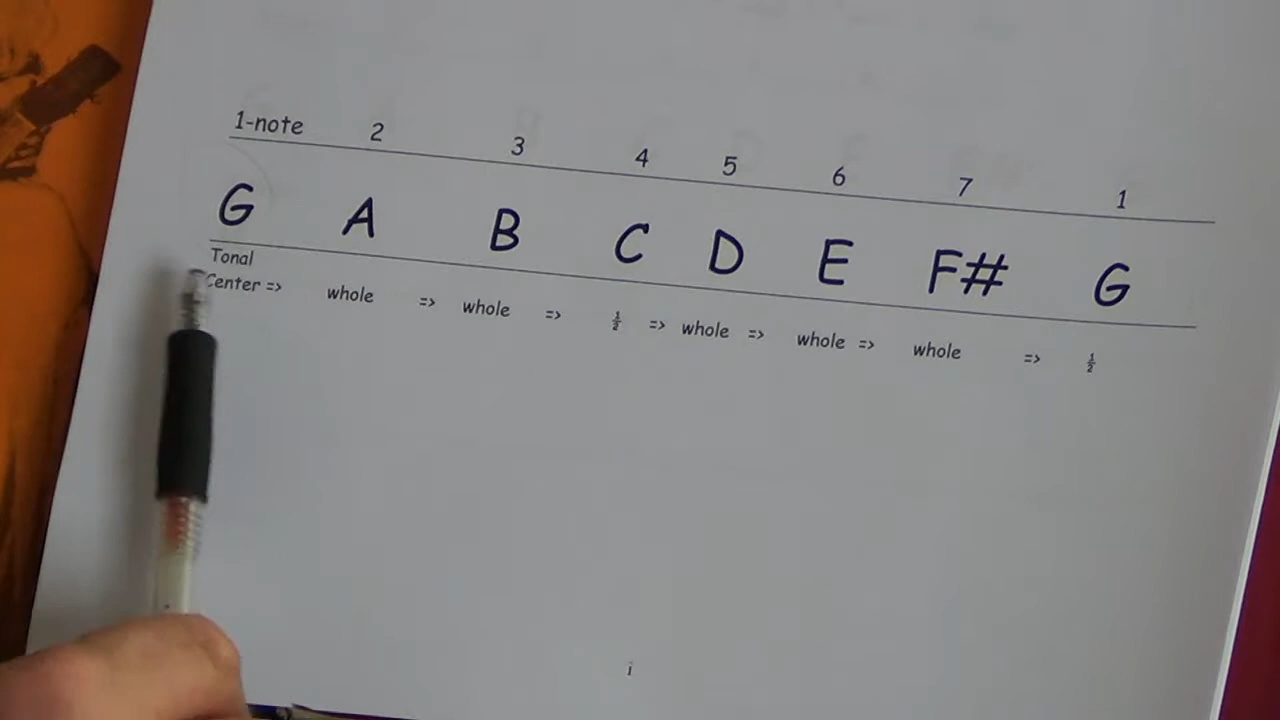 1-note 2 3 4 5 6 7 1
G A B C D E F# G
Tonal
Center => whole => whole => ½ => whole => whole => whole => ½
i